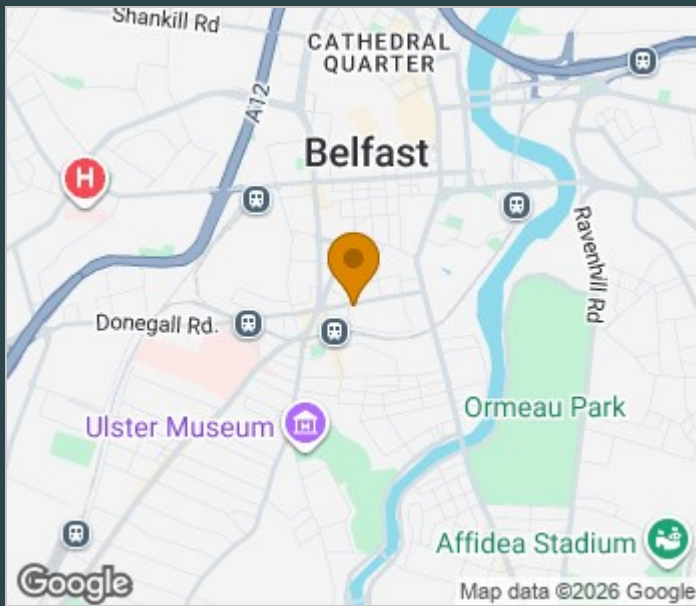 Shankill Rd
CATHEDRAL
QUARTER
A12
Belfast
H
Ravenhill Rd
Donegall Rd.
Ormeau Park
Ulster Museum
Affidea Stadium
Google
Map data ©2026 Google